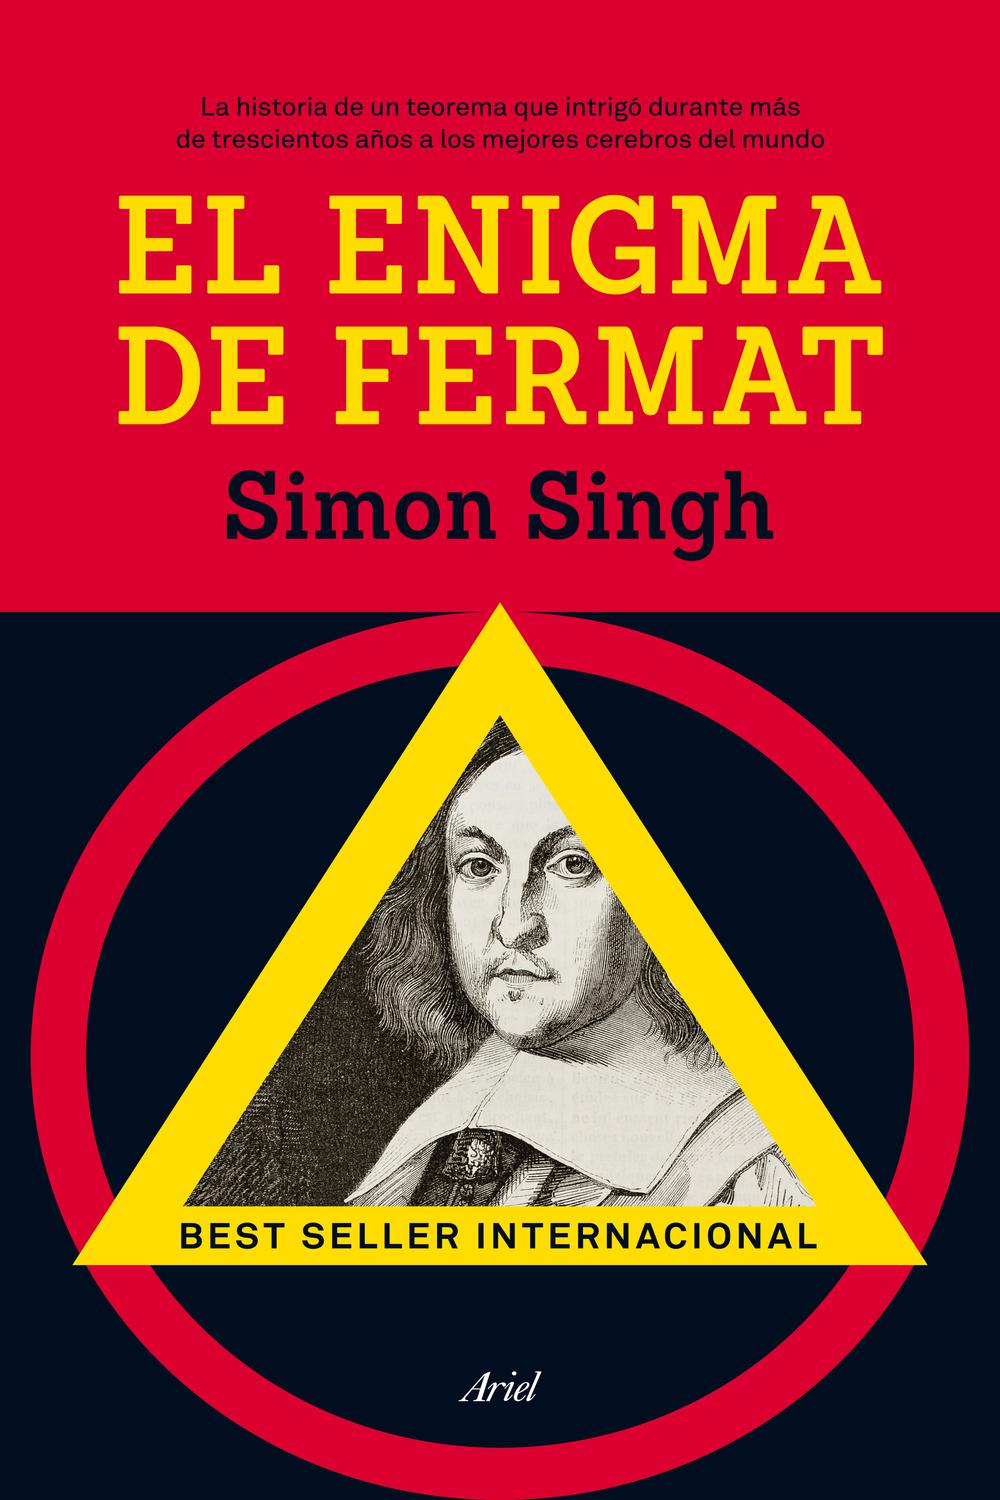 La historia de un teorema que intrigó durante más
de trescientos años a los mejores cerebros del mundo
EL ENIGMA
DE FERMAT
Simon Singh
BEST SELLER INTERNACIONAL
Ariel